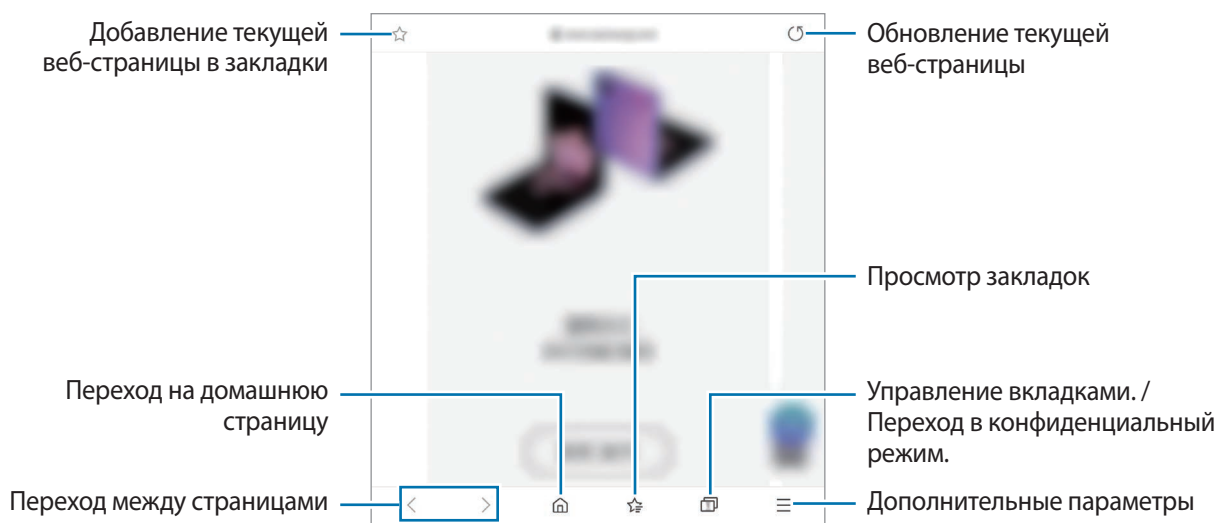 Добавление текущей
веб-страницы в закладки
Обновление текущей
веб-страницы
Просмотр закладок
Переход на домашнюю
страницу
Управление вкладками. /
Переход в конфиденциальный
режим.
Переход между страницами
Дополнительные параметры